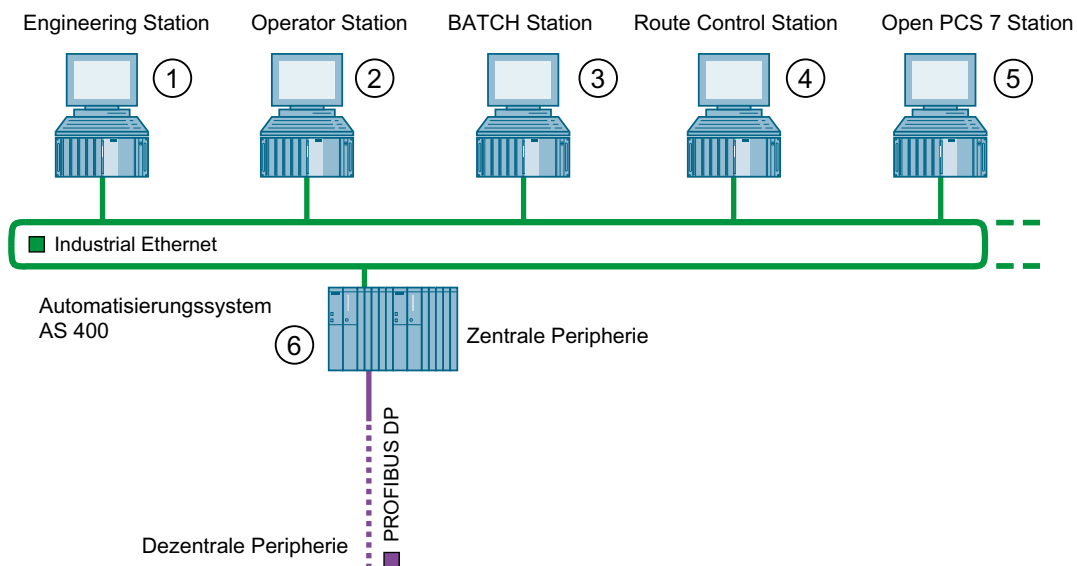 Engineering Station
Operator Station
BATCH Station
Route Control Station
Open PCS 7 Station
1
2
3
4
5
Industrial Ethernet
Automatisierungssystem
AS 400
6
Zentrale Peripherie
PROFIBUS DP
Dezentrale Peripherie